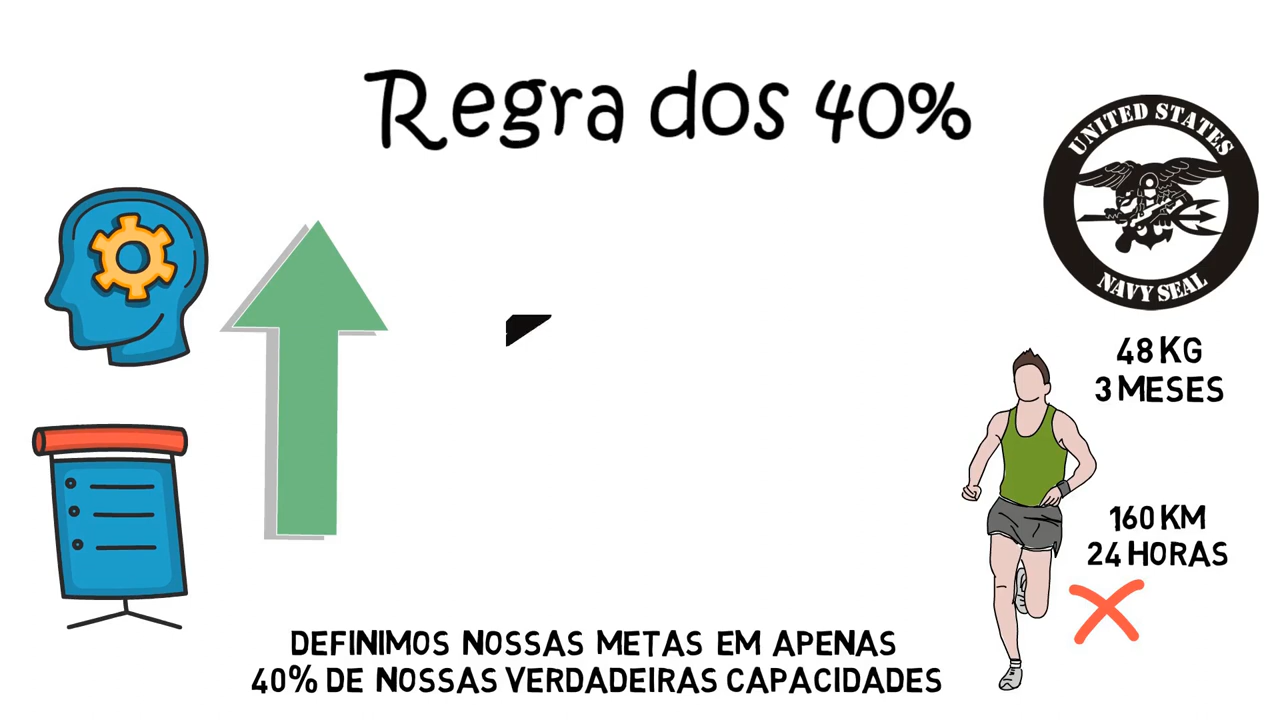 Regra dos 40%
UNITED STATES
NAVY SEAL
48 KG
3 MESES
160 KM
24 HORAS
DEFINIMOS NOSSAS METAS EM APENAS
40% DE NOSSAS VERDADEIRAS CAPACIDADES